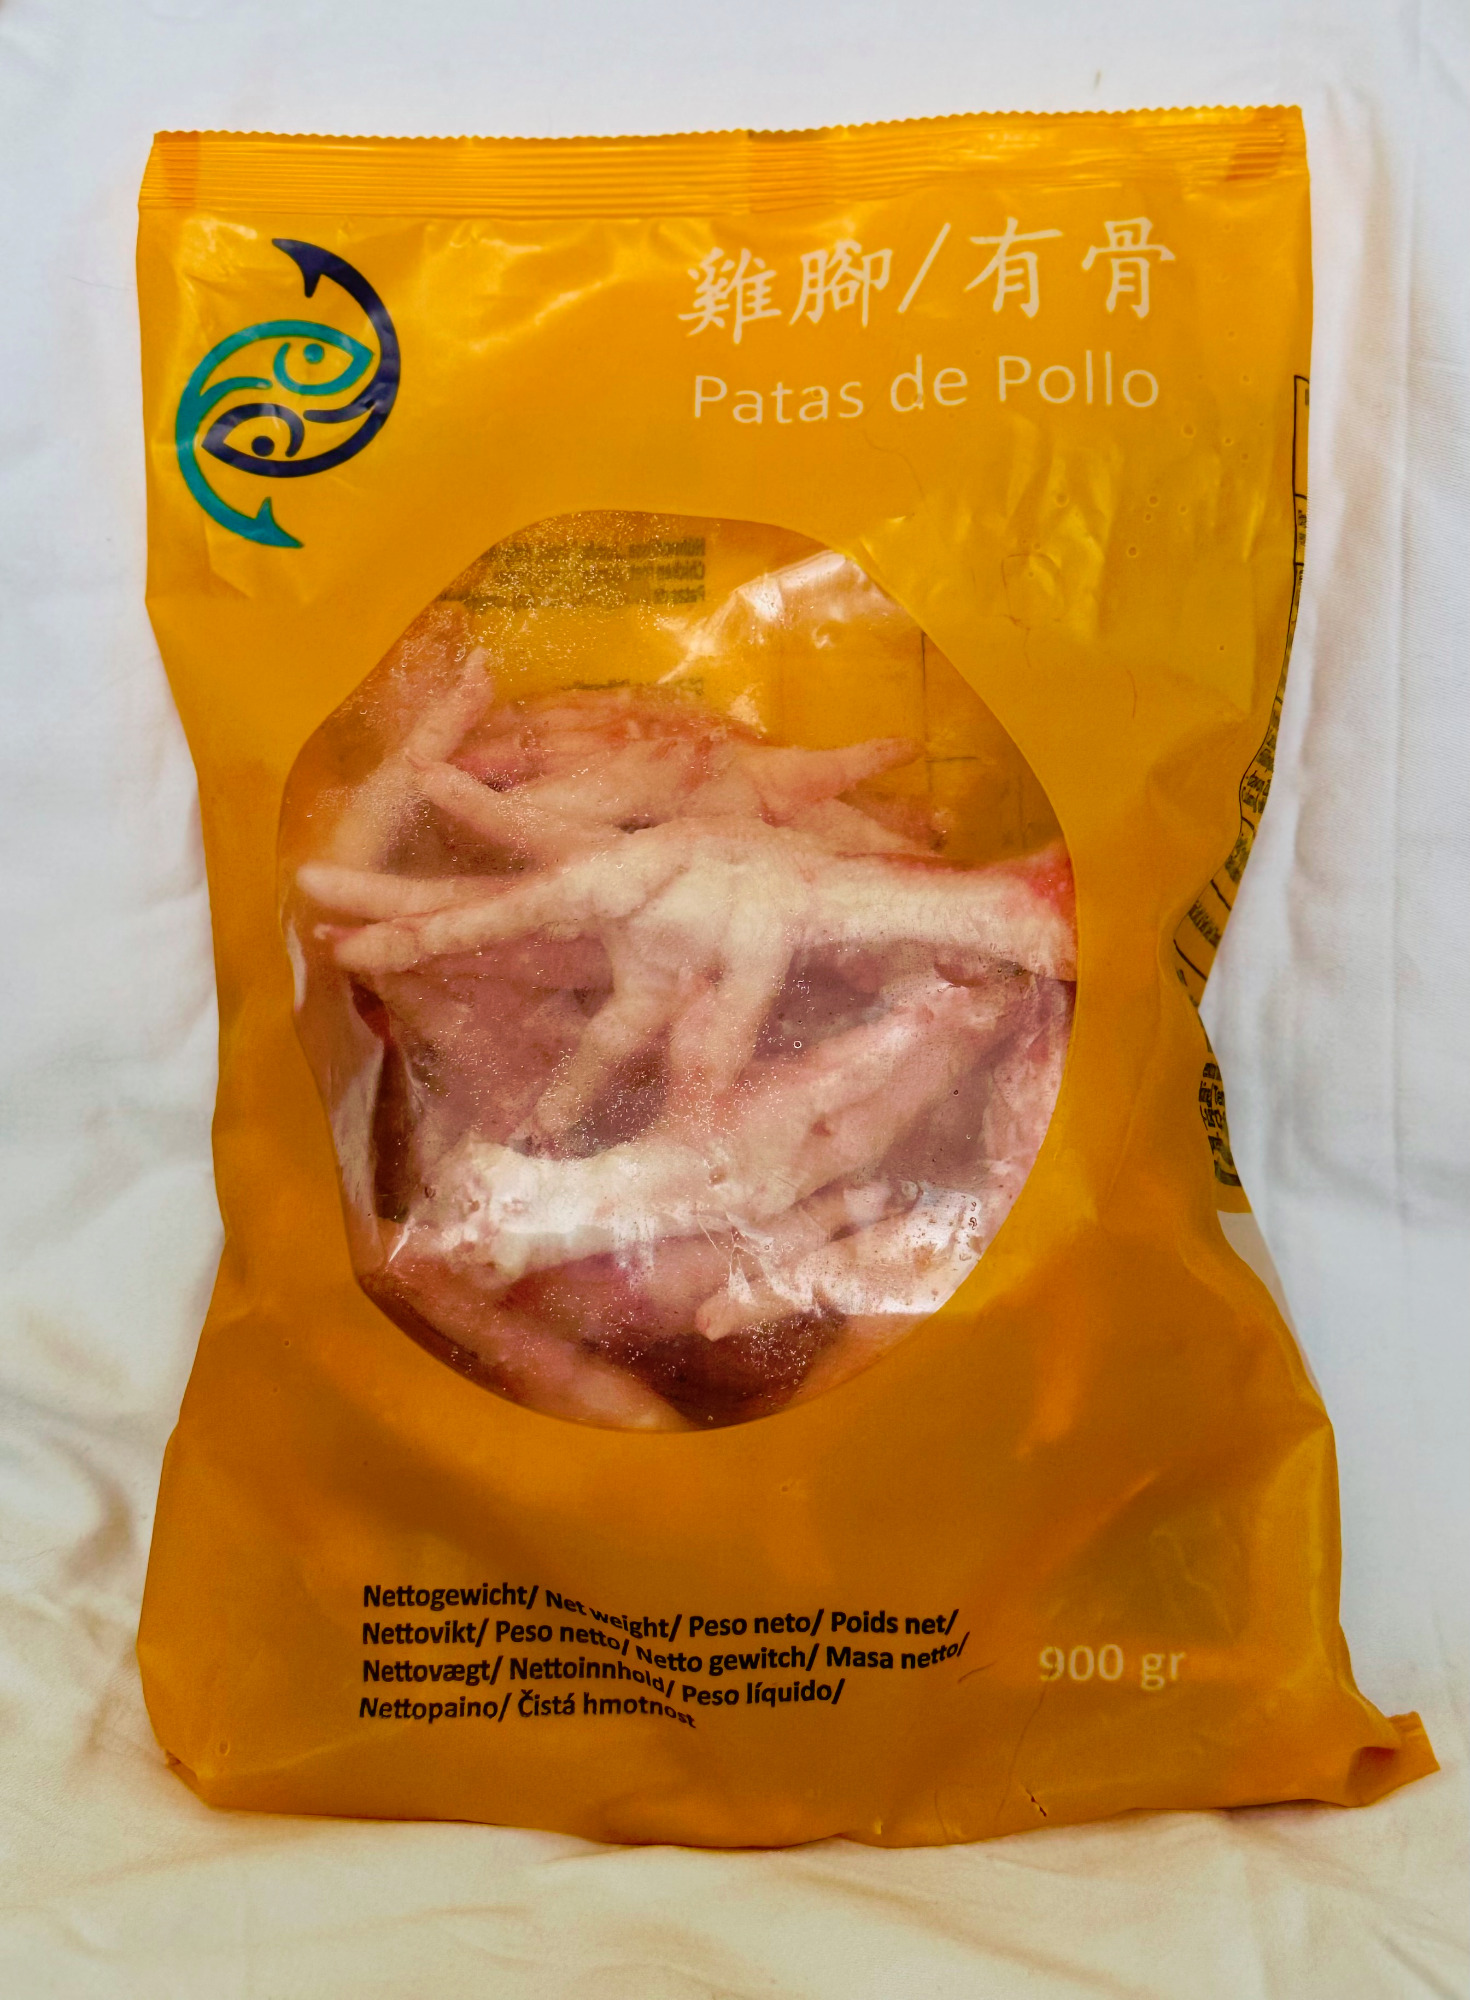 雞腳/有骨
Patas de Pollo
Nettogewicht/ Net weight/ Peso neto/ Poids net/
Nettovikt/ Peso netto/ Netto gewitch/ Masa netto/
Nettovægt/ Nettoinnhold/ Peso líquido/
Nettopaino/ Čistá hmotnost
900 gr